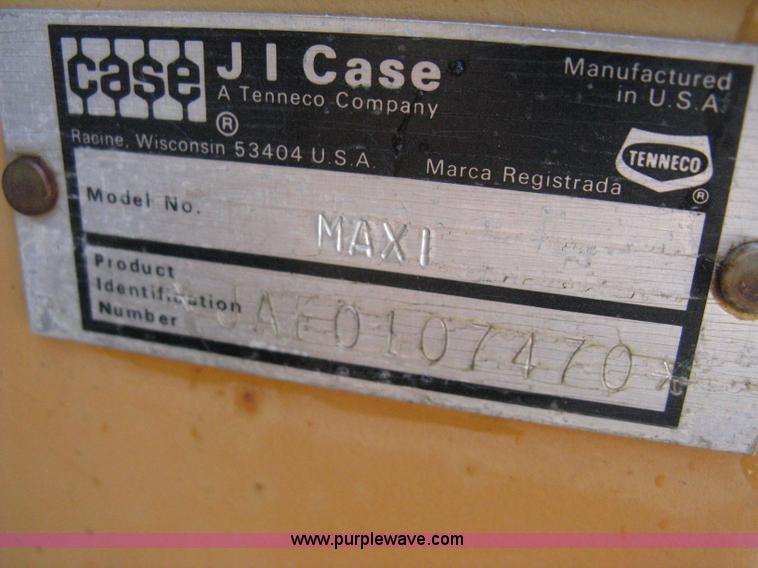 case
J I Case
A Tenneco Company
®
Racine, Wisconsin 53404 U.S.A.
Manufactured
in U.S.A.
Marca Registrada
TENNECO
®
Model No.
MAXI
Product
Identification
Number
*JAF0107470*
www.purplewave.com